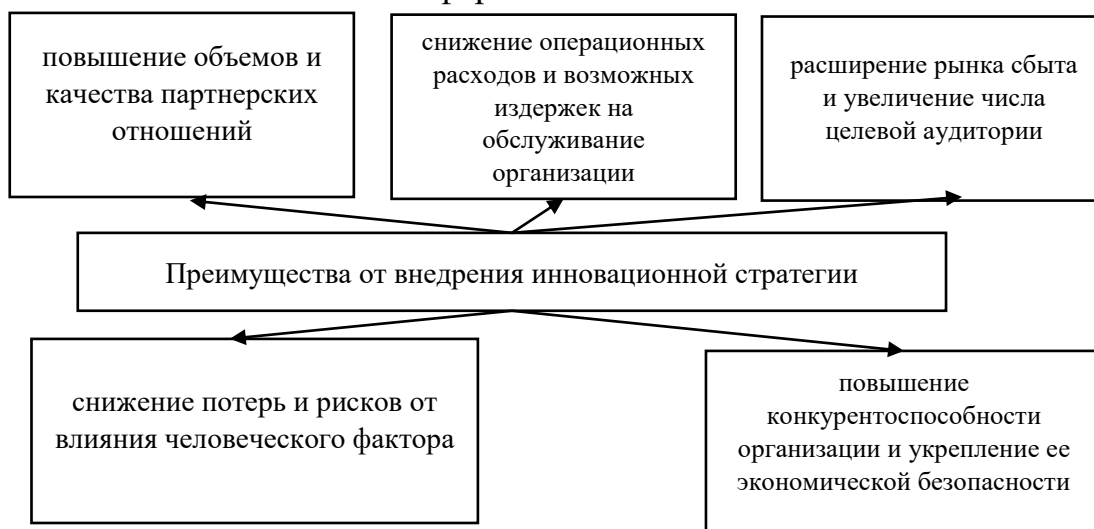 повышение объемов и
качества партнерских
отношений
снижение операционных
расходов и возможных
издержек на
обслуживание
организации
расширение рынка сбыта
и увеличение числа
целевой аудитории
Преимущества от внедрения инновационной стратегии
снижение потерь и рисков от
влияния человеческого фактора
повышение
конкурентоспособности
организации и укрепление ее
экономической безопасности